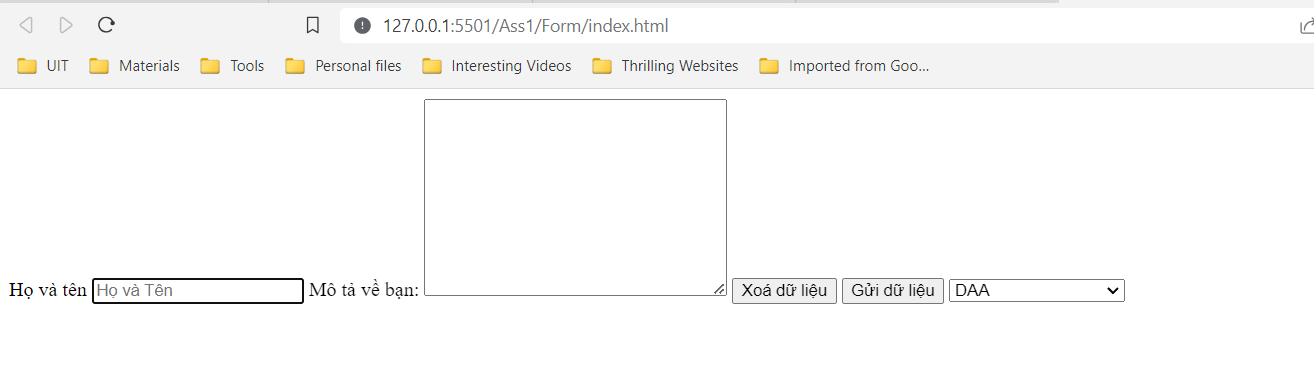 127.0.0.1:5501/Ass1/Form/index.html
UIT Materials Tools Personal files Interesting Videos Thrilling Websites Imported from Goo...
Họ và tên Họ và Tên Mô tả về bạn: Xoá dữ liệu Gửi dữ liệu DAA